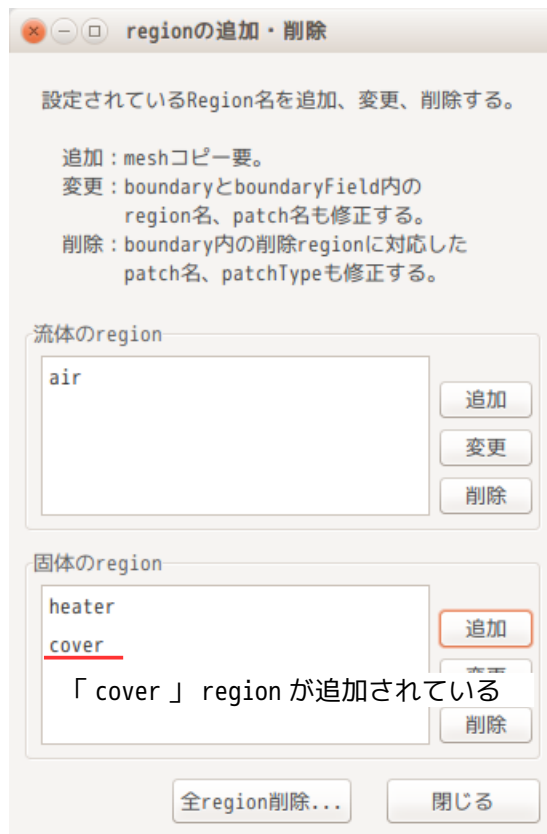 regionの追加・削除
設定されているRegion名を追加、変更、削除する。
追加：meshコピー要。
変更：boundaryとboundaryField内の
region名、patch名も修正する。
削除：boundary内の削除regionに対応した
patch名、patchTypeも修正する。
流体のregion
air
追加
変更
削除
固体のregion
heater
cover
追加
変更
「 cover 」 region が追加されている
削除
全region削除...
閉じる